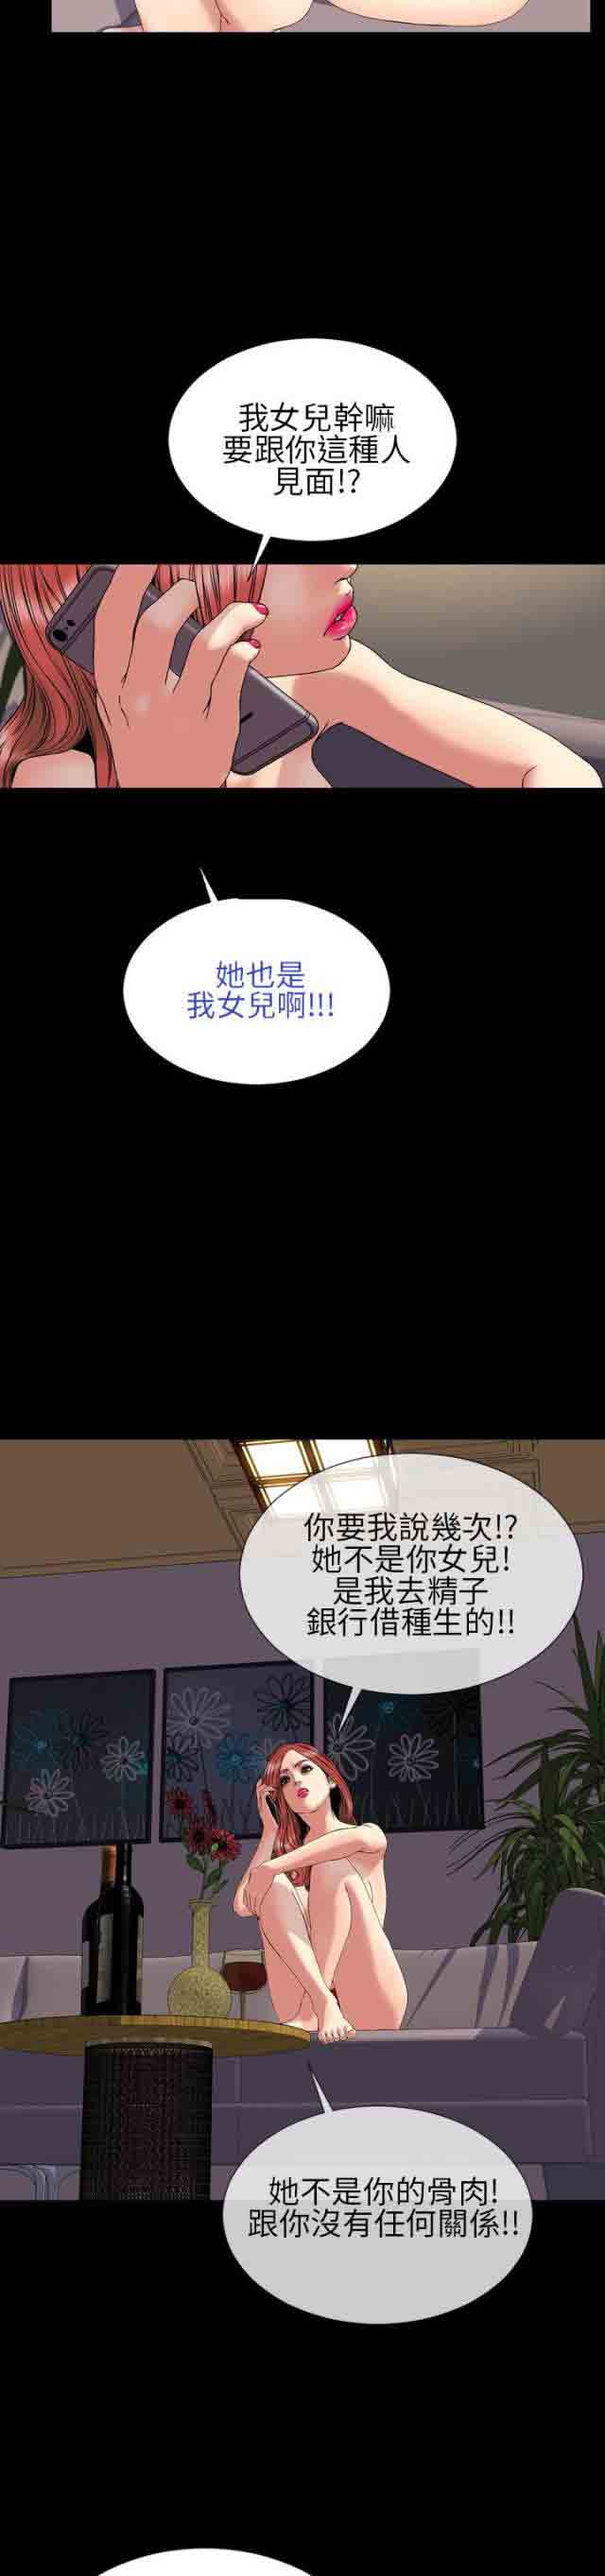 我女兒幹嘛
要跟你這種人
見面!?
她也是
我女兒啊!!!
你要我說幾次!?
她不是你女兒!
是我去精子
銀行借種生的!!
她不是你的骨肉!
跟你沒有任何關係!!